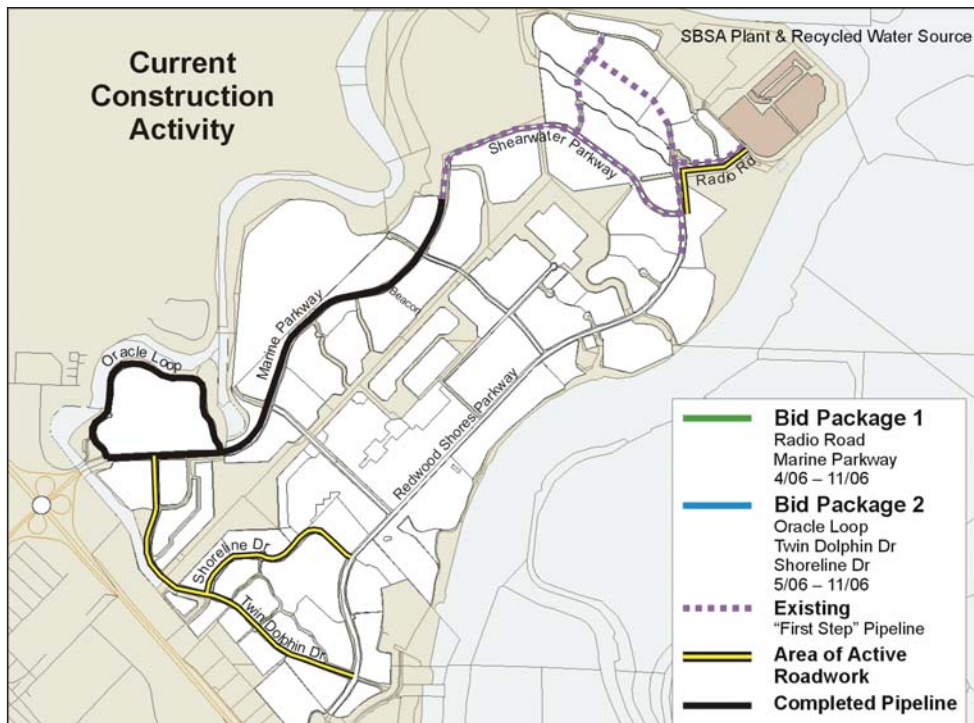 Current
Construction
Activity
SBSA Plant & Recycled Water Source
Shearwater Parkway
Radio Rd.
Beacon
Marine Parkway
Oracle Loop
Redwood Shores Parkway
Shoreline Dr
Twin Dolphin Dr
Bid Package 1
Radio Road
Marine Parkway
4/06 – 11/06
Bid Package 2
Oracle Loop
Twin Dolphin Dr
Shoreline Dr
5/06 – 11/06
Existing
“First Step” Pipeline
Area of Active
Roadwork
Completed Pipeline